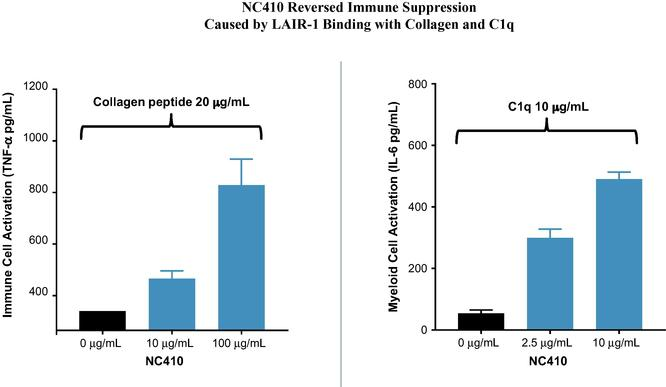 NC410 Reversed Immune Suppression
Caused by LAIR-1 Binding with Collagen and C1q
Immune Cell Activation (TNF-α pg/mL)
1200
1000
800
600
400
Collagen peptide 20 µg/mL
0 µg/mL
10 µg/mL
100 µg/mL
NC410
Myeloid Cell Activation (IL-6 pg/mL)
800
600
400
200
0
C1q 10 µg/mL
0 µg/mL
2.5 µg/mL
10 µg/mL
NC410